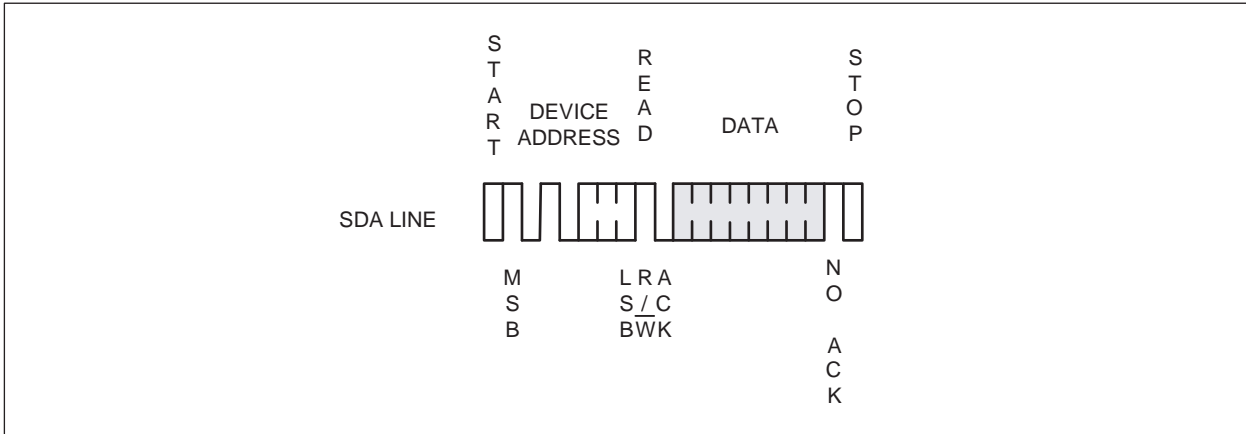 START
DEVICE
ADDRESS
READ
DATA
STOP
SDA LINE
MSB
LSB
R/W
ACK
NO ACK